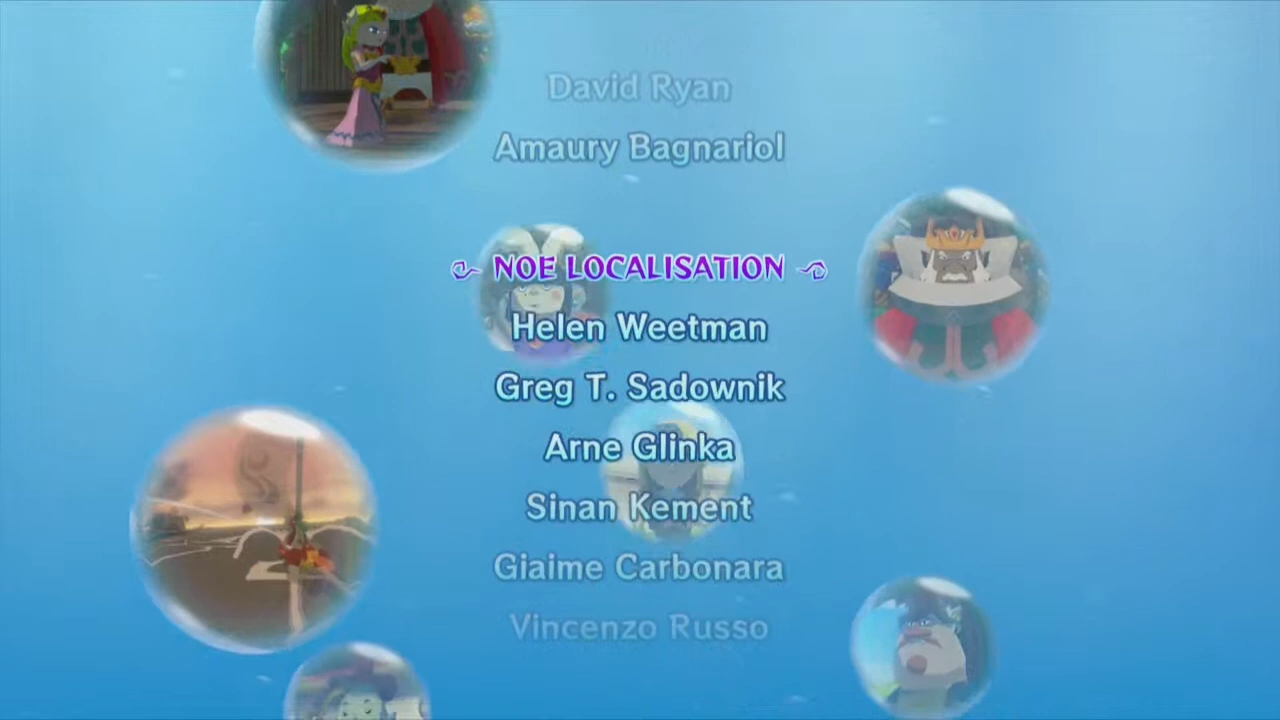 David Ryan
Amaury Bagnariol
NOE LOCALISATION
Helen Weetman
Greg T. Sadownik
Arne Glinka
Sinan Kement
Giaime Carbonara
Vincenzo Russo